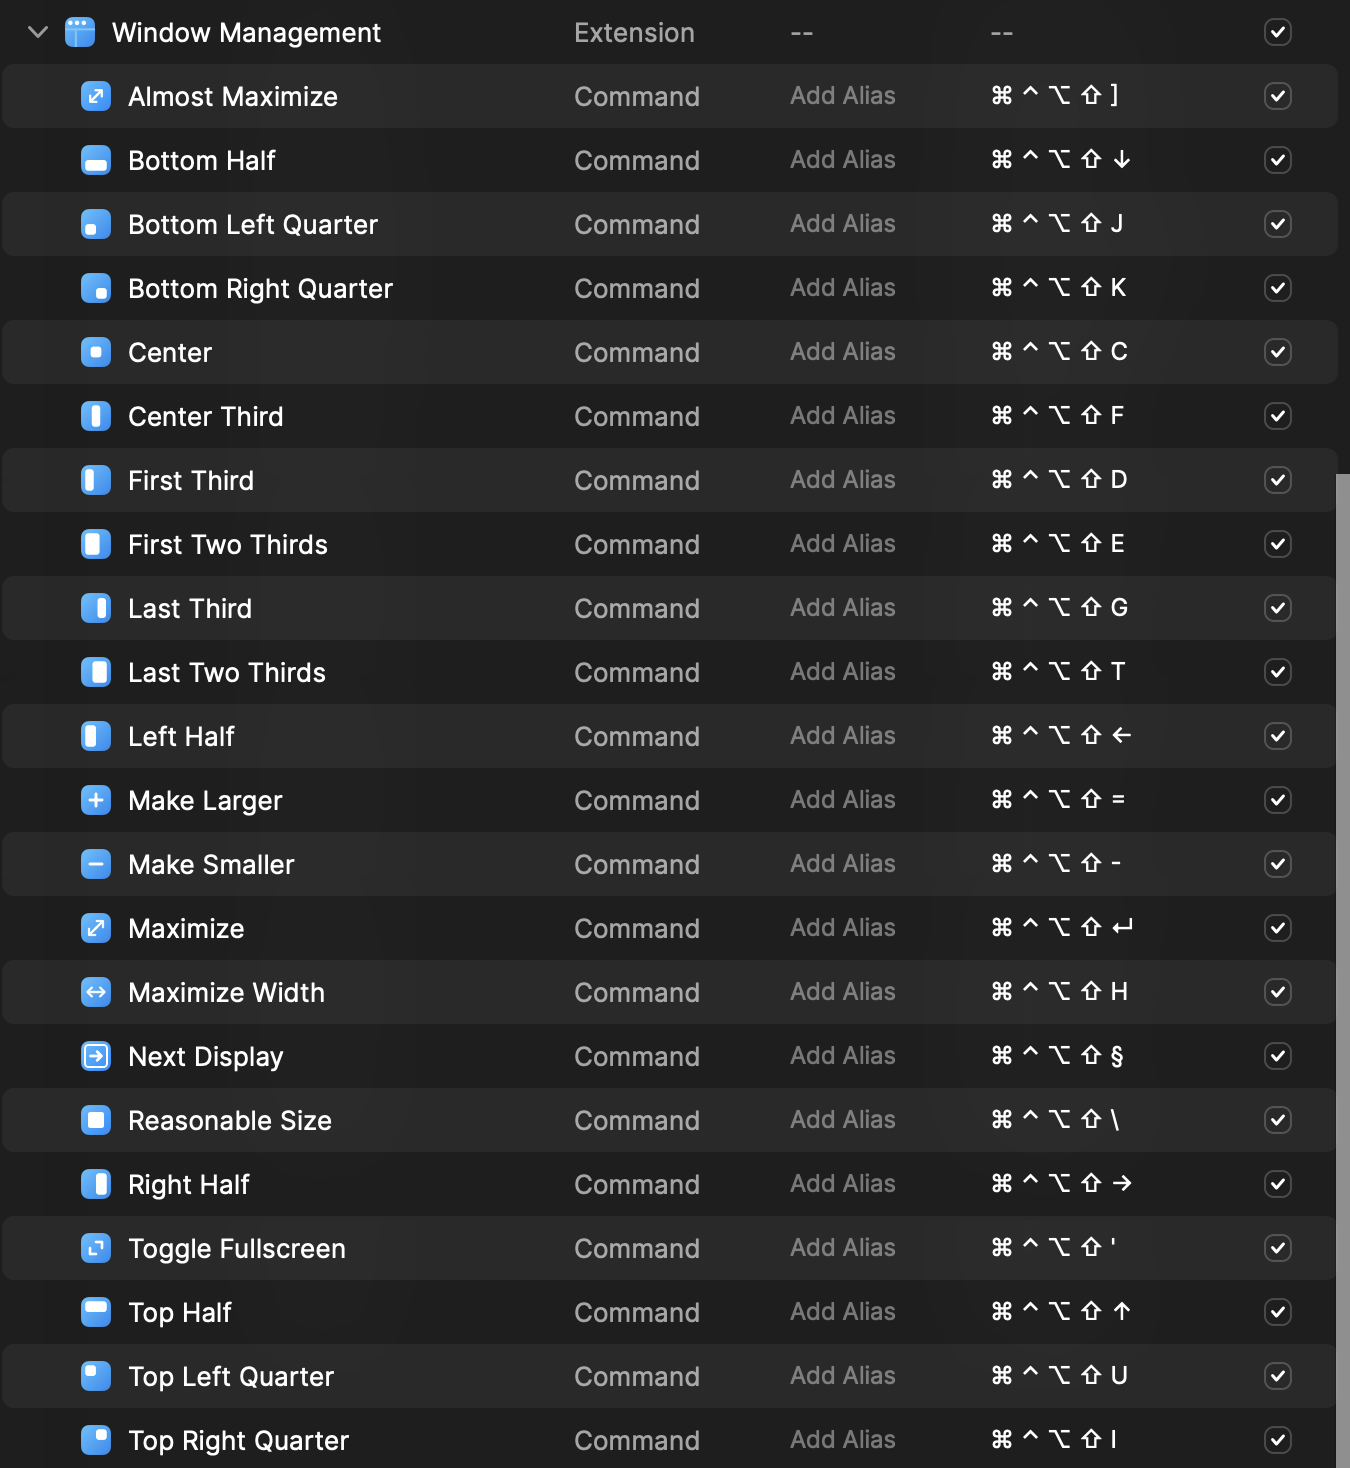 Window Management Extension -- --
Almost Maximize Command Add Alias ⌘ ^ ⌥ ⇧ ]
Bottom Half Command Add Alias ⌘ ^ ⌥ ⇧ ↓
Bottom Left Quarter Command Add Alias ⌘ ^ ⌥ ⇧ J
Bottom Right Quarter Command Add Alias ⌘ ^ ⌥ ⇧ K
Center Command Add Alias ⌘ ^ ⌥ ⇧ C
Center Third Command Add Alias ⌘ ^ ⌥ ⇧ F
First Third Command Add Alias ⌘ ^ ⌥ ⇧ D
First Two Thirds Command Add Alias ⌘ ^ ⌥ ⇧ E
Last Third Command Add Alias ⌘ ^ ⌥ ⇧ G
Last Two Thirds Command Add Alias ⌘ ^ ⌥ ⇧ T
Left Half Command Add Alias ⌘ ^ ⌥ ⇧ ←
Make Larger Command Add Alias ⌘ ^ ⌥ ⇧ =
Make Smaller Command Add Alias ⌘ ^ ⌥ ⇧ -
Maximize Command Add Alias ⌘ ^ ⌥ ⇧ ↵
Maximize Width Command Add Alias ⌘ ^ ⌥ ⇧ H
Next Display Command Add Alias ⌘ ^ ⌥ ⇧ §
Reasonable Size Command Add Alias ⌘ ^ ⌥ ⇧ \
Right Half Command Add Alias ⌘ ^ ⌥ ⇧ →
Toggle Fullscreen Command Add Alias ⌘ ^ ⌥ ⇧ '
Top Half Command Add Alias ⌘ ^ ⌥ ⇧ ↑
Top Left Quarter Command Add Alias ⌘ ^ ⌥ ⇧ U
Top Right Quarter Command Add Alias ⌘ ^ ⌥ ⇧ I